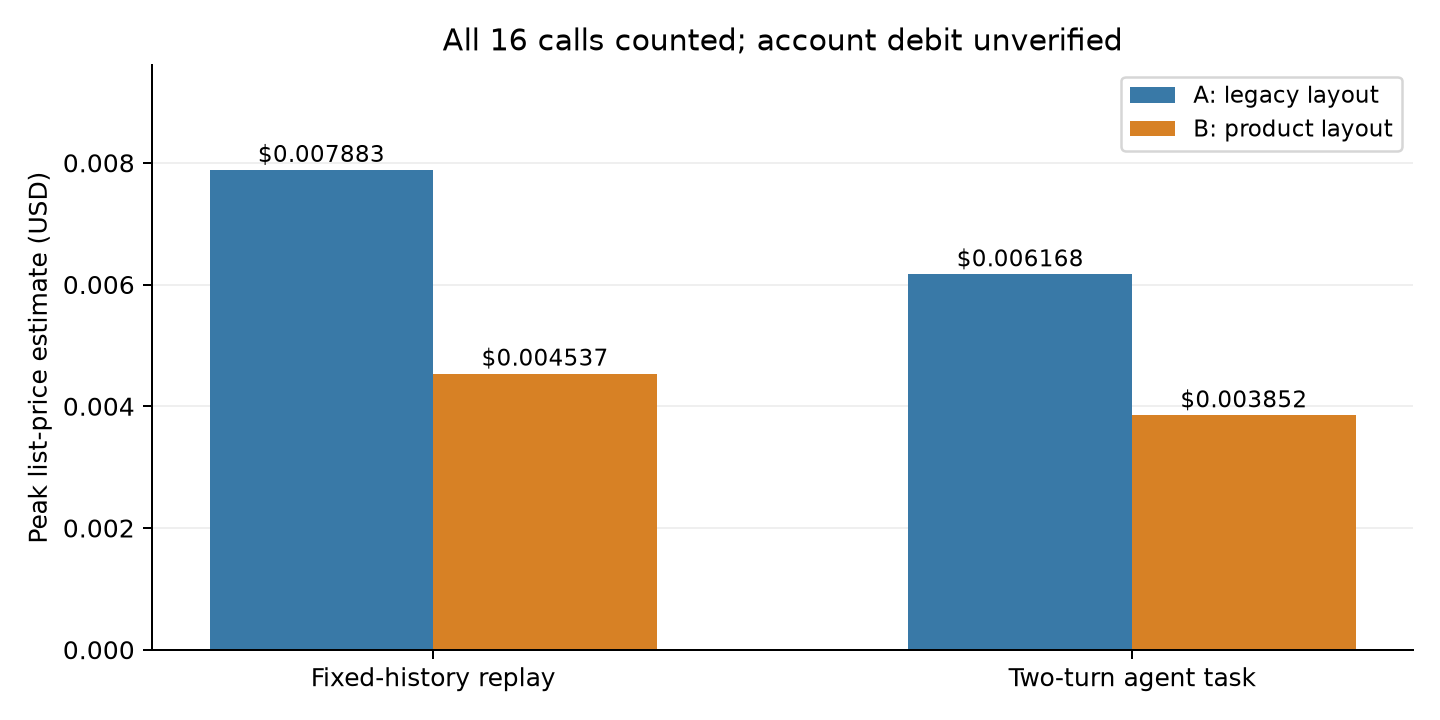 All 16 calls counted; account debit unverified
A: legacy layout
B: product layout
Peak list-price estimate (USD)
0.008
0.006
0.004
0.002
0.000
$0.007883
$0.004537
$0.006168
$0.003852
Fixed-history replay
Two-turn agent task